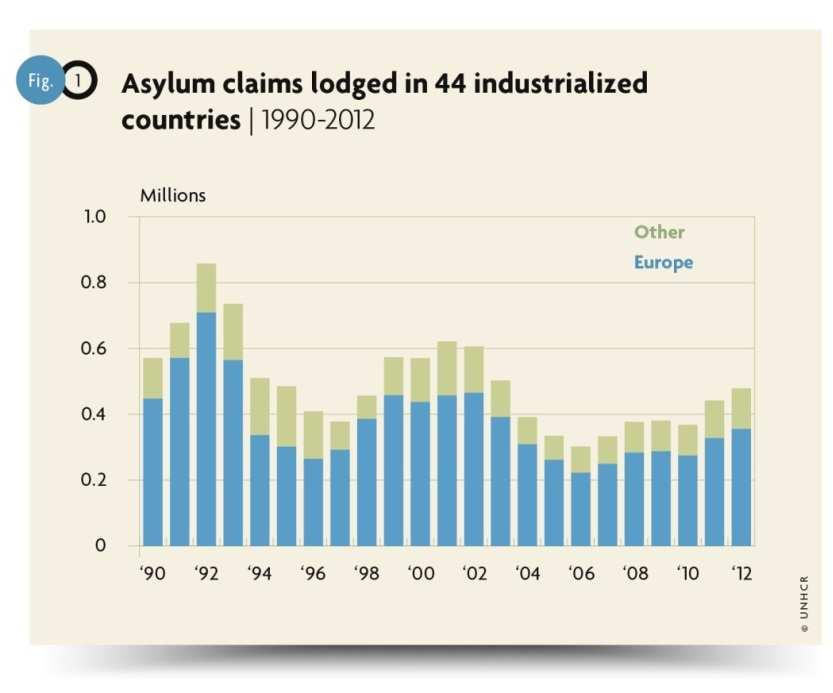 Fig. 1
Asylum claims lodged in 44 industrialized
countries | 1990-2012
Millions
1.0
Other
Europe
0.8
0.6
0.4
0.2
0
‘90 ‘92 ‘94 ‘96 ‘98 ‘00 ‘02 ‘04 ‘06 ‘08 ‘10 ‘12
© UNHCR